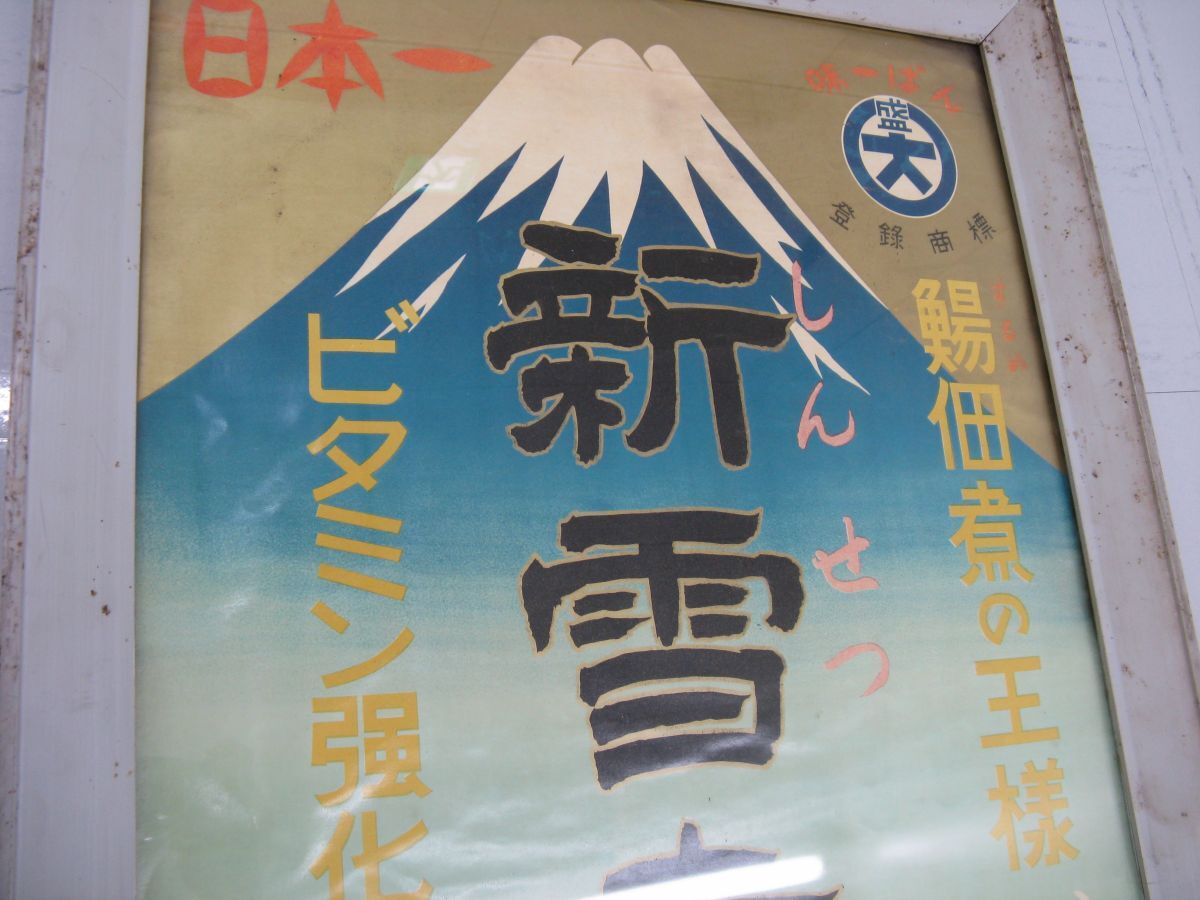 日本一
味一ばん
盛大
登録商標
するめ
鯣佃煮の王様
しんせつ
新雪
ビタミン强化